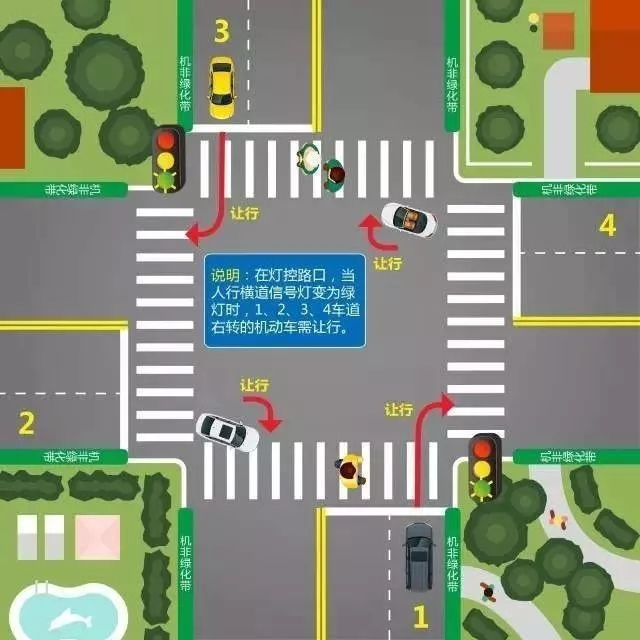 3
机非绿化带
机非绿化带
机非绿化带
机非绿化带
让行
4
让行
说明：在灯控路口，当
人行横道信号灯变为绿
灯时，1、2、3、4车道
右转的机动车需让行。
让行
让行
2
机非绿化带
机非绿化带
机非绿化带
机非绿化带
1